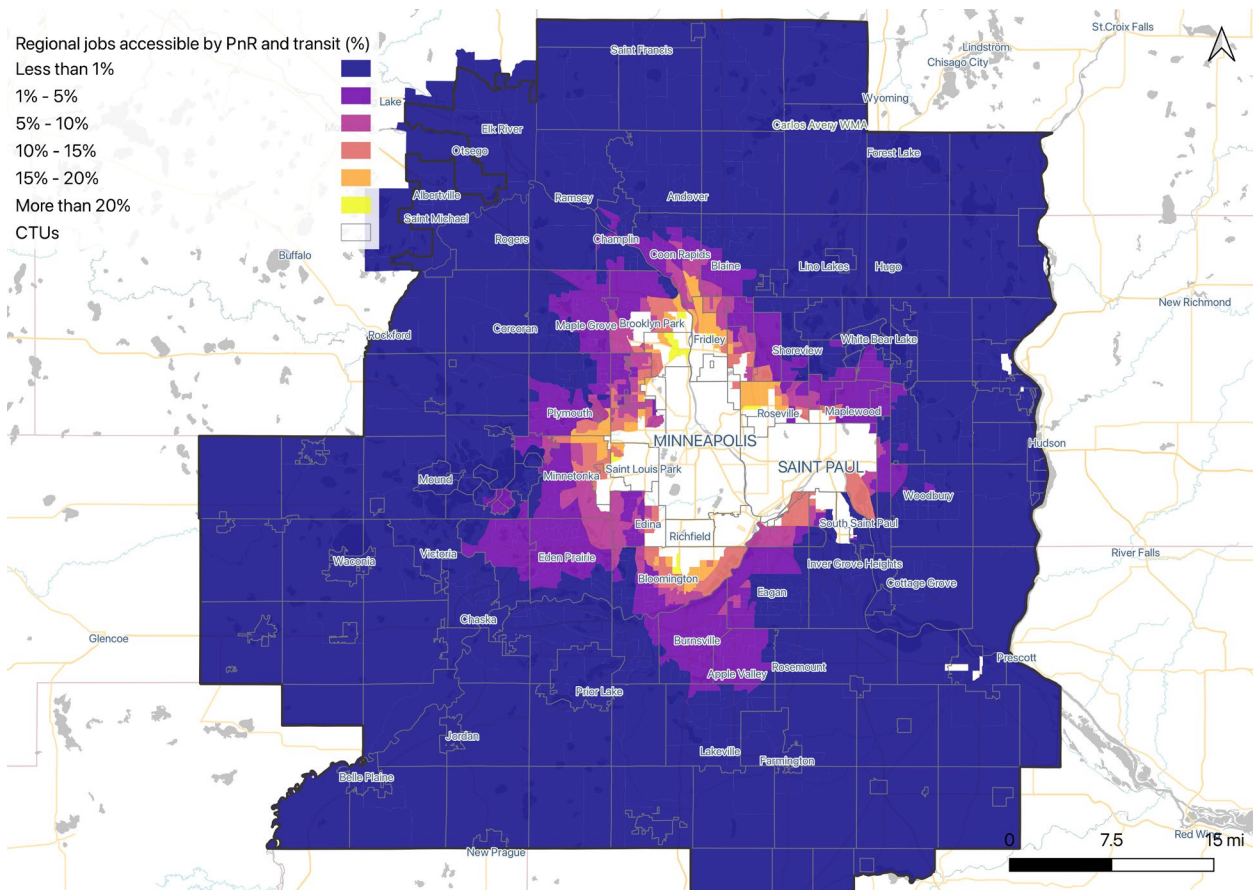 Regional jobs accessible by PnR and transit (%)
Less than 1%
1% - 5%
5% - 10%
10% - 15%
15% - 20%
More than 20%
CTUs
St.Croix Falls
Saint Francis
Lindström
Chisago City
Lake
Wyoming
Elk River
Carlos Avery WMA
Otsego
Forest Lake
Albertville
Ramsey
Andover
Saint Michael
Rogers
Champlin
Buffalo
Coon Rapids
Blaine
Lino Lakes
Hugo
New Richmond
Rockford
Corcoran
Maple Grove
Brooklyn Park
Fridley
White Bear Lake
Shoreview
Plymouth
Roseville
Maplewood
MINNEAPOLIS
Hudson
Mound
Minnetonka
Saint Louis Park
SAINT PAUL
Woodbury
Edina
South Saint Paul
Richfield
Victoria
Eden Prairie
Waconia
Inver Grove Heights
River Falls
Bloomington
Cottage Grove
Eagan
Chaska
Glencoe
Burnsville
Prescott
Apple Valley
Rosemount
Prior Lake
Jordan
Lakeville
Farmington
Belle Plaine
New Prague
Red Wing
0 7.5 15 mi